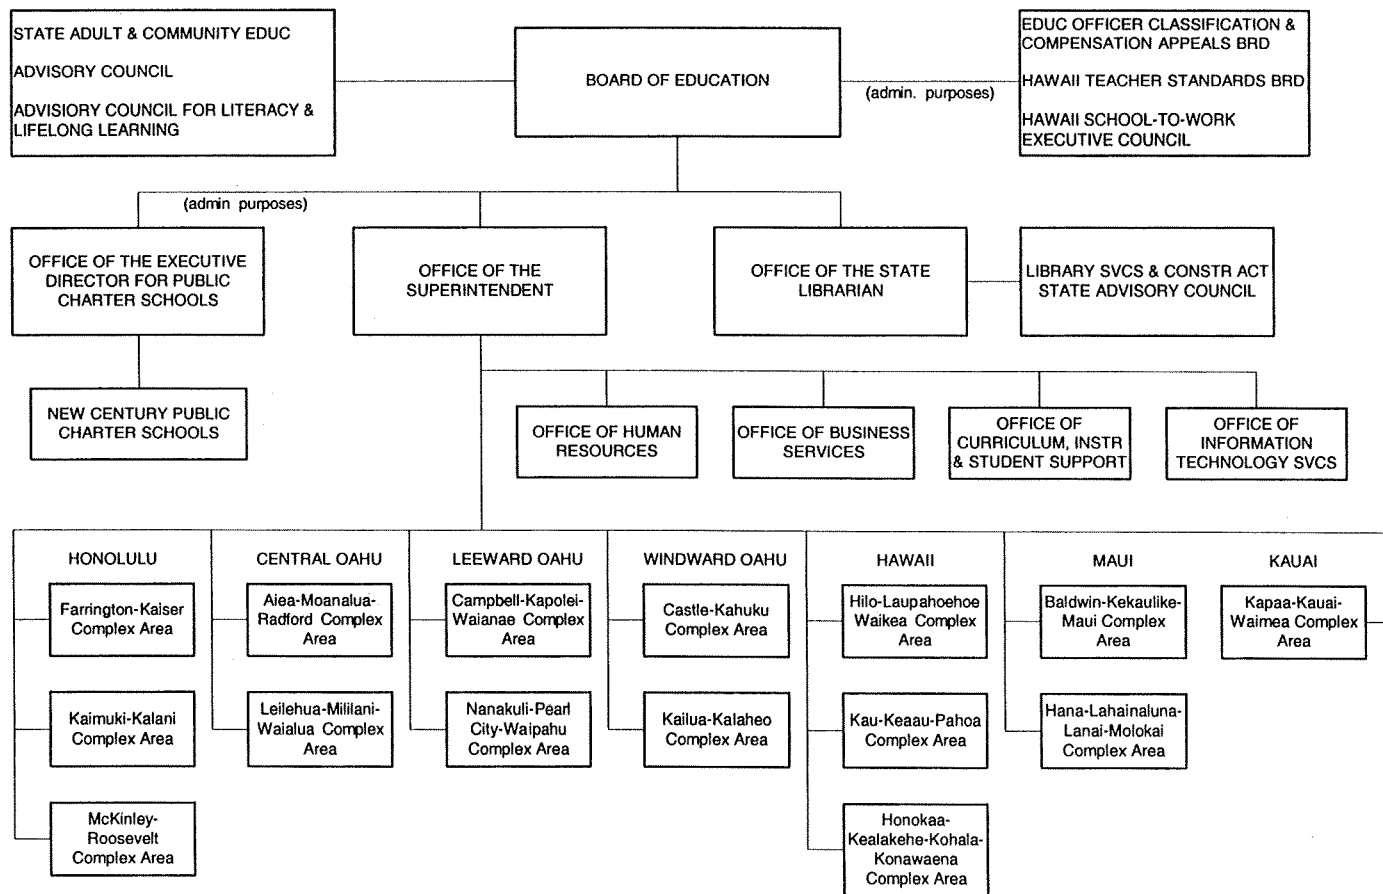 STATE ADULT & COMMUNITY EDUC
ADVISORY COUNCIL
ADVISIORY COUNCIL FOR LITERACY &
LIFELONG LEARNING
BOARD OF EDUCATION
(admin. purposes)
EDUC OFFICER CLASSIFICATION &
COMPENSATION APPEALS BRD
HAWAII TEACHER STANDARDS BRD
HAWAII SCHOOL-TO-WORK
EXECUTIVE COUNCIL
(admin purposes)
OFFICE OF THE EXECUTIVE
DIRECTOR FOR PUBLIC
CHARTER SCHOOLS
OFFICE OF THE
SUPERINTENDENT
OFFICE OF THE STATE
LIBRARIAN
LIBRARY SVCS & CONSTR ACT
STATE ADVISORY COUNCIL
NEW CENTURY PUBLIC
CHARTER SCHOOLS
OFFICE OF HUMAN
RESOURCES
OFFICE OF BUSINESS
SERVICES
OFFICE OF
CURRICULUM, INSTR
& STUDENT SUPPORT
OFFICE OF
INFORMATION
TECHNOLOGY SVCS
HONOLULU
Farrington-Kaiser
Complex Area
Kaimuki-Kalani
Complex Area
McKinley-
Roosevelt
Complex Area
CENTRAL OAHU
Aiea-Moanalua-
Radford Complex
Area
Leilehua-Mililani-
Waialua Complex
Area
LEEWARD OAHU
Campbell-Kapolei-
Waianae Complex
Area
Nanakuli-Pearl
City-Waipahu
Complex Area
WINDWARD OAHU
Castle-Kahuku
Complex Area
Kailua-Kalaheo
Complex Area
HAWAII
Hilo-Laupahoehoe
Waikea Complex
Area
Kau-Keaau-Pahoa
Complex Area
Honokaa-
Kealakehe-Kohala-
Konawaena
Complex Area
MAUI
Baldwin-Kekaulike-
Maui Complex
Area
Hana-Lahainaluna-
Lanai-Molokai
Complex Area
KAUAI
Kapaa-Kauai-
Waimea Complex
Area